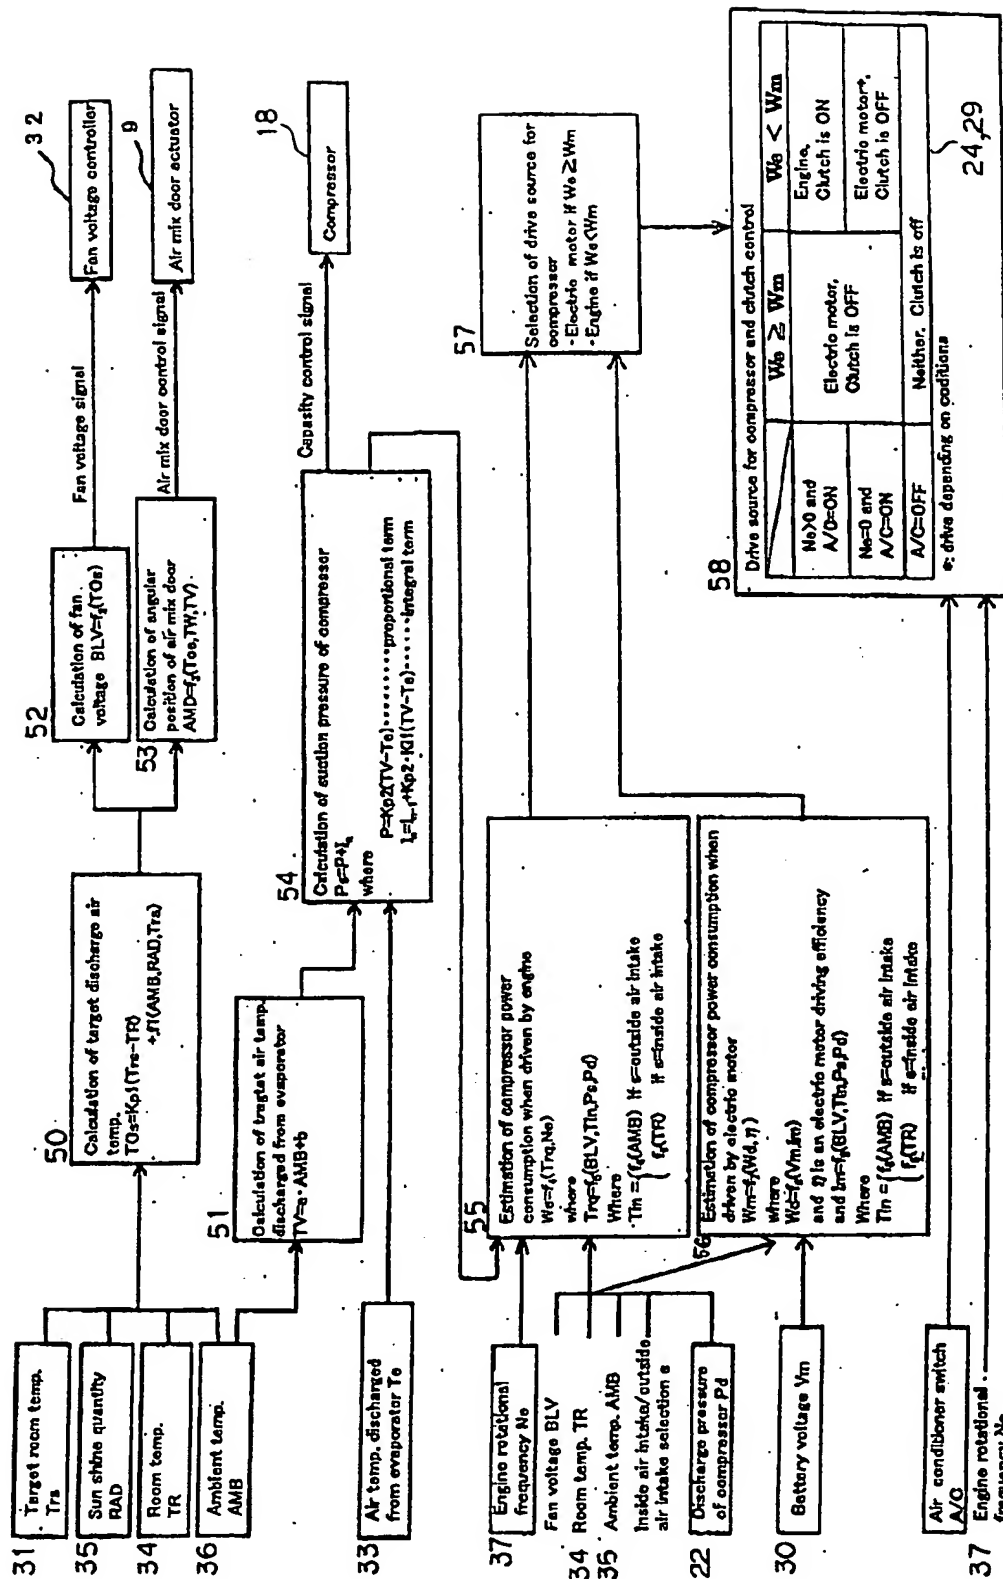 31
Target room temp.
Trs
35
Sun shine quantity
RAD
34
Room temp.
TR
36
Ambient temp.
AMB
33
Air temp. discharged
from evaporator Te
37
Engine rotational
frequency Ne
Fan voltage BLV
34
Room temp. TR
36
Ambient temp. AMB
Inside air intake/outside
air intake selection s
22
Discharge pressure
of compressor Pd
30
Battery voltage Vm
Air conditioner switch
A/C
37
Engine rotational
frequency Ne
50
Calculation of target discharge air
temp.
TOs=Kp1(Trs-TR)
+f1(AMB,RAD,Trs)
51
Calculation of tragtat air temp.
discharged from evaporator
TV=a・AMB+b
52
Calculation of fan
voltage BLV=f₂(TOs)
53
Calculation of angular
position of air mix door
AMD=f₃(Tos,TW,TV)
54
Calculation of suction pressure of compressor
Ps=P+Iₙ
where
P=Kp2(TV-Te)·········proportional term
Iₙ=Iₙ₋₁+Kp2·Ki1(TV-Te)·····integral term
55
Estimation of compressor power
consumption when driven by engine
We=f₄(Trq,Ne)
where
Trq=f₅(BLV,Tin,Ps,Pd)
Where
Tin={f₆(AMB) if s=outside air intake
f₆(TR) if s=inside air intake
56
Estimation of compressor power consumption when
driven by electric motor
Wm=f₇(Wd,η)
where
Wd=f₈(Vm,Im)
and η is an electric motor driving efficiency
and Im=f₉(BLV,Tin,Ps,Pd)
Where
Tin={f₆(AMB) if s=outside air intake
f₆(TR) if s=inside air intake
57
Selection of drive source for
compressor
-Electric motor if We≥Wm
-Engine if We<Wm
58
Drive source for compressor and clutch control
We ≥ Wm
We < Wm
Ne>0 and
A/C=ON
Electric motor,
Clutch is OFF
Engine,
Clutch is ON
Ne=0 and
A/C=ON
Electric motor*,
Clutch is OFF
A/C=OFF
Neither. Clutch is off
*: drive depending on coditions
24,29
Fan voltage signal
Fan voltage controller
32
Air mix door control signal
Air mix door actuator
9
Capacity control signal
Compressor
18